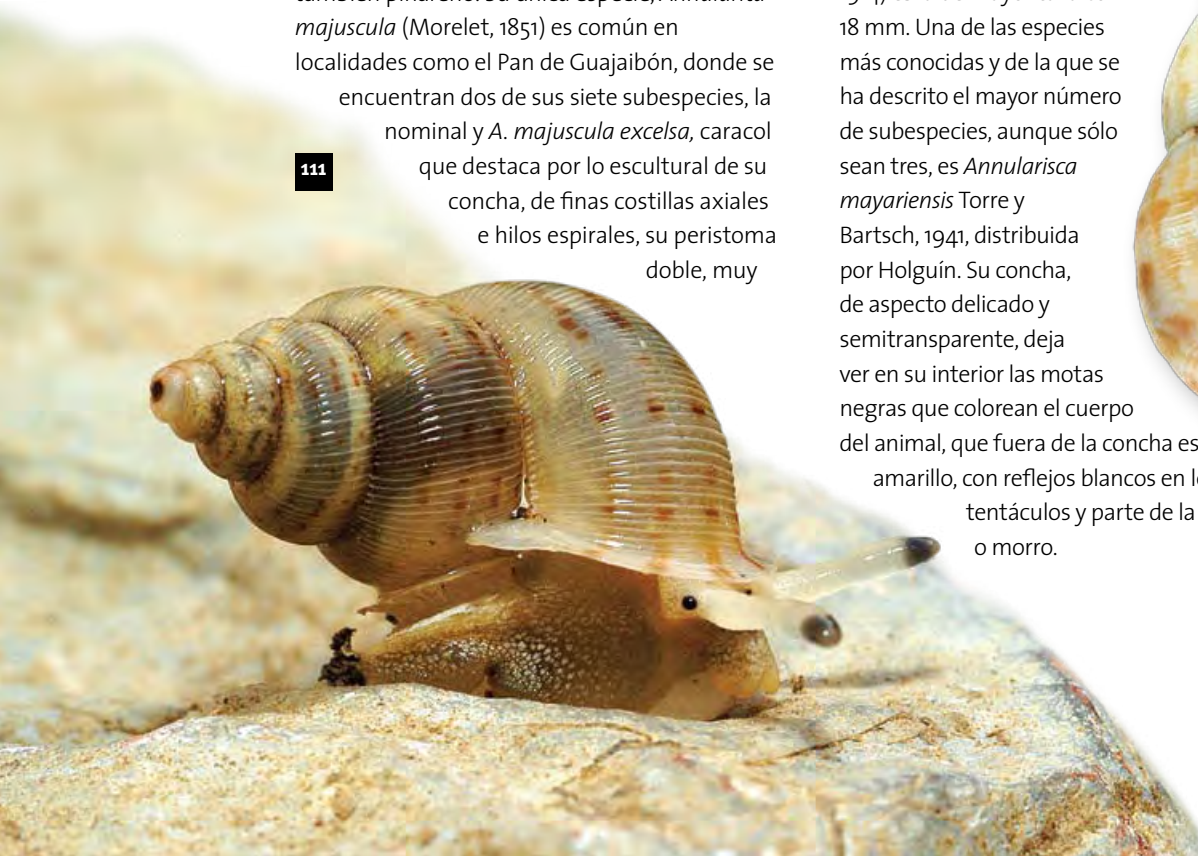 majuscula (Morelet, 1851) es común en
localidades como el Pan de Guajaibón, donde se
encuentran dos de sus siete subespecies, la
nominal y A. majuscula excelsa, caracol
que destaca por lo escultural de su
concha, de finas costillas axiales
e hilos espirales, su peristoma
doble, muy
111
18 mm. Una de las especies
más conocidas y de la que se
ha descrito el mayor número
de subespecies, aunque sólo
sean tres, es Annularisca
mayariensis Torre y
Bartsch, 1941, distribuida
por Holguín. Su concha,
de aspecto delicado y
semitransparente, deja
ver en su interior las motas
negras que colorean el cuerpo
del animal, que fuera de la concha es
amarillo, con reflejos blancos en
tentáculos y parte de la
o morro.